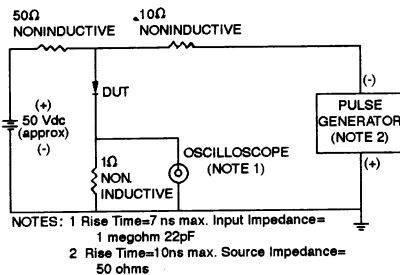 50Ω
NONINDUCTIVE
10Ω
NONINDUCTIVE
(+)
50 Vdc
(approx)
(-)
DUT
1Ω
NON.
INDUCTIVE
OSCILLOSCOPE
(NOTE 1)
(-)
PULSE
GENERATOR
(NOTE 2)
(+)
NOTES: 1 Rise Time=7 ns max. Input Impedance=
1 megohm 22pF
2 Rise Time=10ns max. Source Impedance=
50 ohms